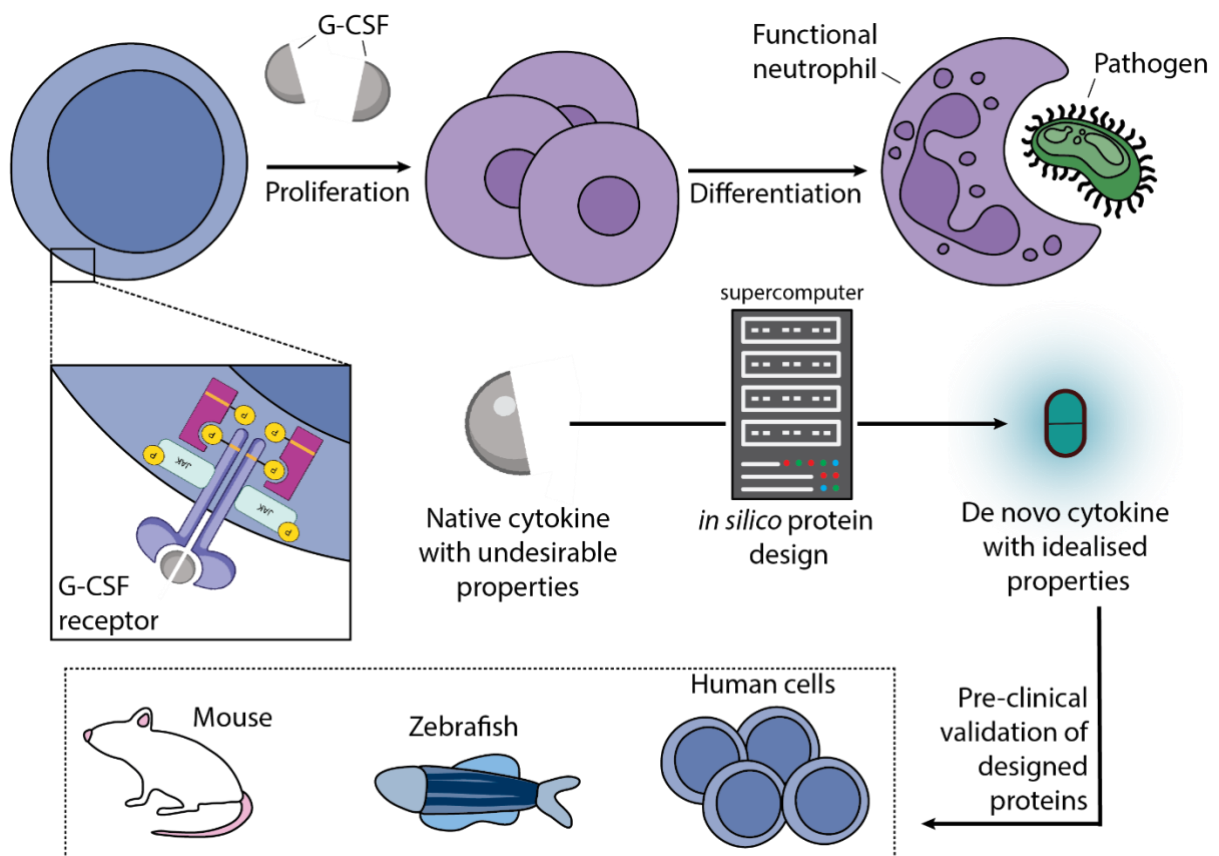 G-CSF
Functional
neutrophil
Pathogen
Proliferation
Differentiation
supercomputer
P
P
P
P
P
P
JAK
JAK
G-CSF
receptor
Native cytokine
with undesirable
properties
in silico protein
design
De novo cytokine
with idealised
properties
Mouse
Zebrafish
Human cells
Pre-clinical
validation of
designed
proteins